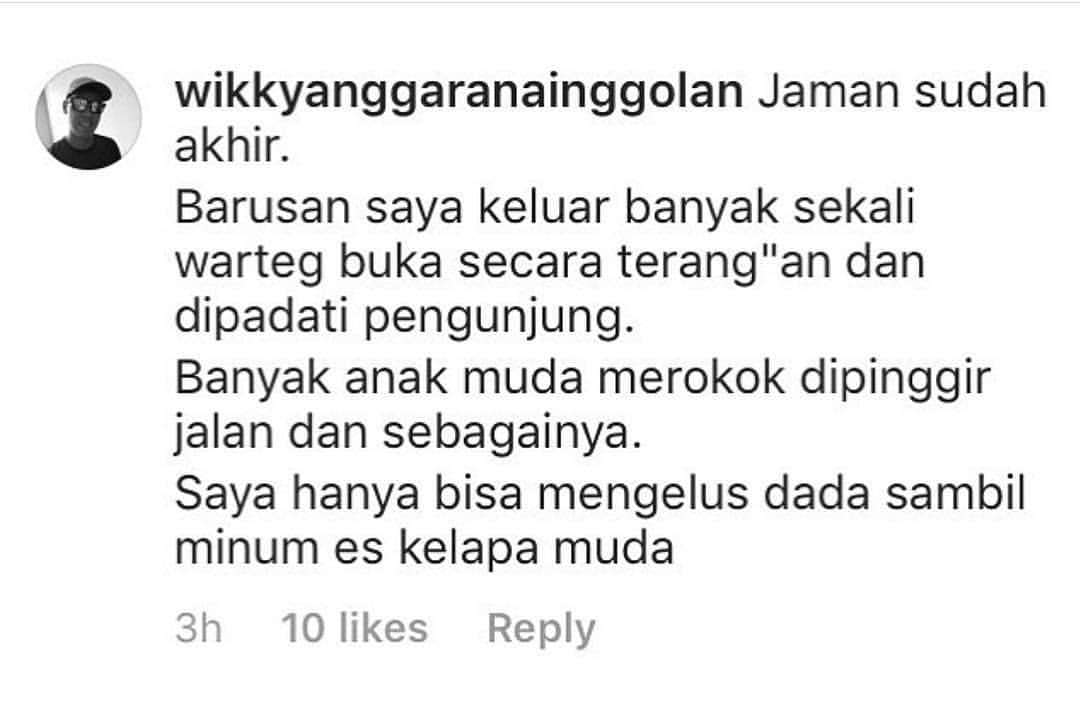 wikkyanggaranainggolan Jaman sudah
akhir.
Barusan saya keluar banyak sekali
warteg buka secara terang"an dan
dipadati pengunjung.
Banyak anak muda merokok dipinggir
jalan dan sebagainya.
Saya hanya bisa mengelus dada sambil
minum es kelapa muda
3h 10 likes Reply